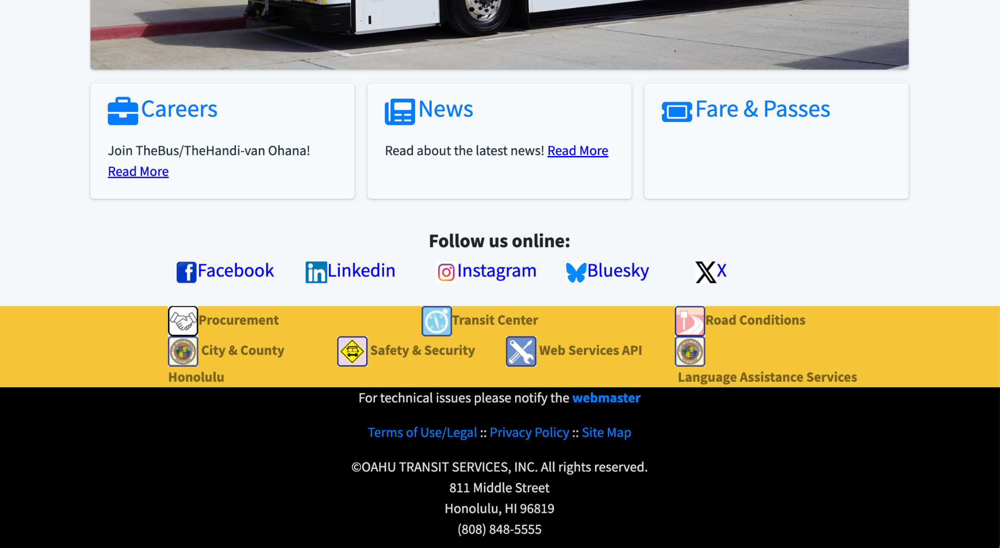 Careers
Join TheBus/TheHandi-van Ohana!
Read More
News
Read about the latest news! Read More
Fare & Passes
Follow us online:
Facebook
Linkedin
Instagram
Bluesky
X
Procurement
Transit Center
Road Conditions
City & County
Honolulu
Safety & Security
Web Services API
Language Assistance Services
For technical issues please notify the webmaster
Terms of Use/Legal :: Privacy Policy :: Site Map
©OAHU TRANSIT SERVICES, INC. All rights reserved.
811 Middle Street
Honolulu, HI 96819
(808) 848-5555